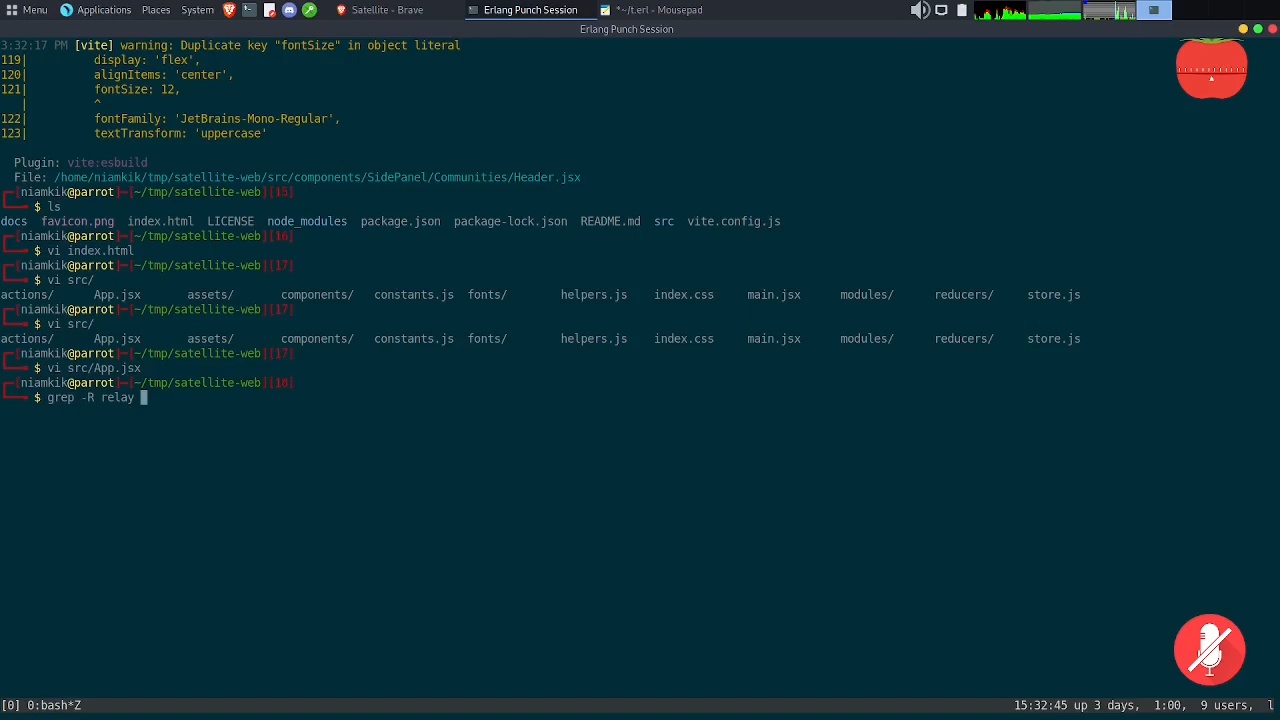 Menu Applications Places System Satellite - Brave Erlang Punch Session *~/t.erl - Mousepad
Erlang Punch Session
3:32:17 PM [vite] warning: Duplicate key "fontSize" in object literal
119| display: 'flex',
120| alignItems: 'center',
121| fontSize: 12,
| ^
122| fontFamily: 'JetBrains-Mono-Regular',
123| textTransform: 'uppercase'
Plugin: vite:esbuild
File: /home/niamkik/tmp/satellite-web/src/components/SidePanel/Communities/Header.jsx
[niamkik@parrot]─[~/tmp/satellite-web][15]
$ ls
docs favicon.png index.html LICENSE node_modules package.json package-lock.json README.md src vite.config.js
[niamkik@parrot]─[~/tmp/satellite-web][16]
$ vi index.html
[niamkik@parrot]─[~/tmp/satellite-web][17]
$ vi src/
actions/ App.jsx assets/ components/ constants.js fonts/ helpers.js index.css main.jsx modules/ reducers/ store.js
[niamkik@parrot]─[~/tmp/satellite-web][17]
$ vi src/
actions/ App.jsx assets/ components/ constants.js fonts/ helpers.js index.css main.jsx modules/ reducers/ store.js
[niamkik@parrot]─[~/tmp/satellite-web][17]
$ vi src/App.jsx
[niamkik@parrot]─[~/tmp/satellite-web][18]
$ grep -R relay
[0] 0:bash*Z 15:32:45 up 3 days, 1:00, 9 users, l